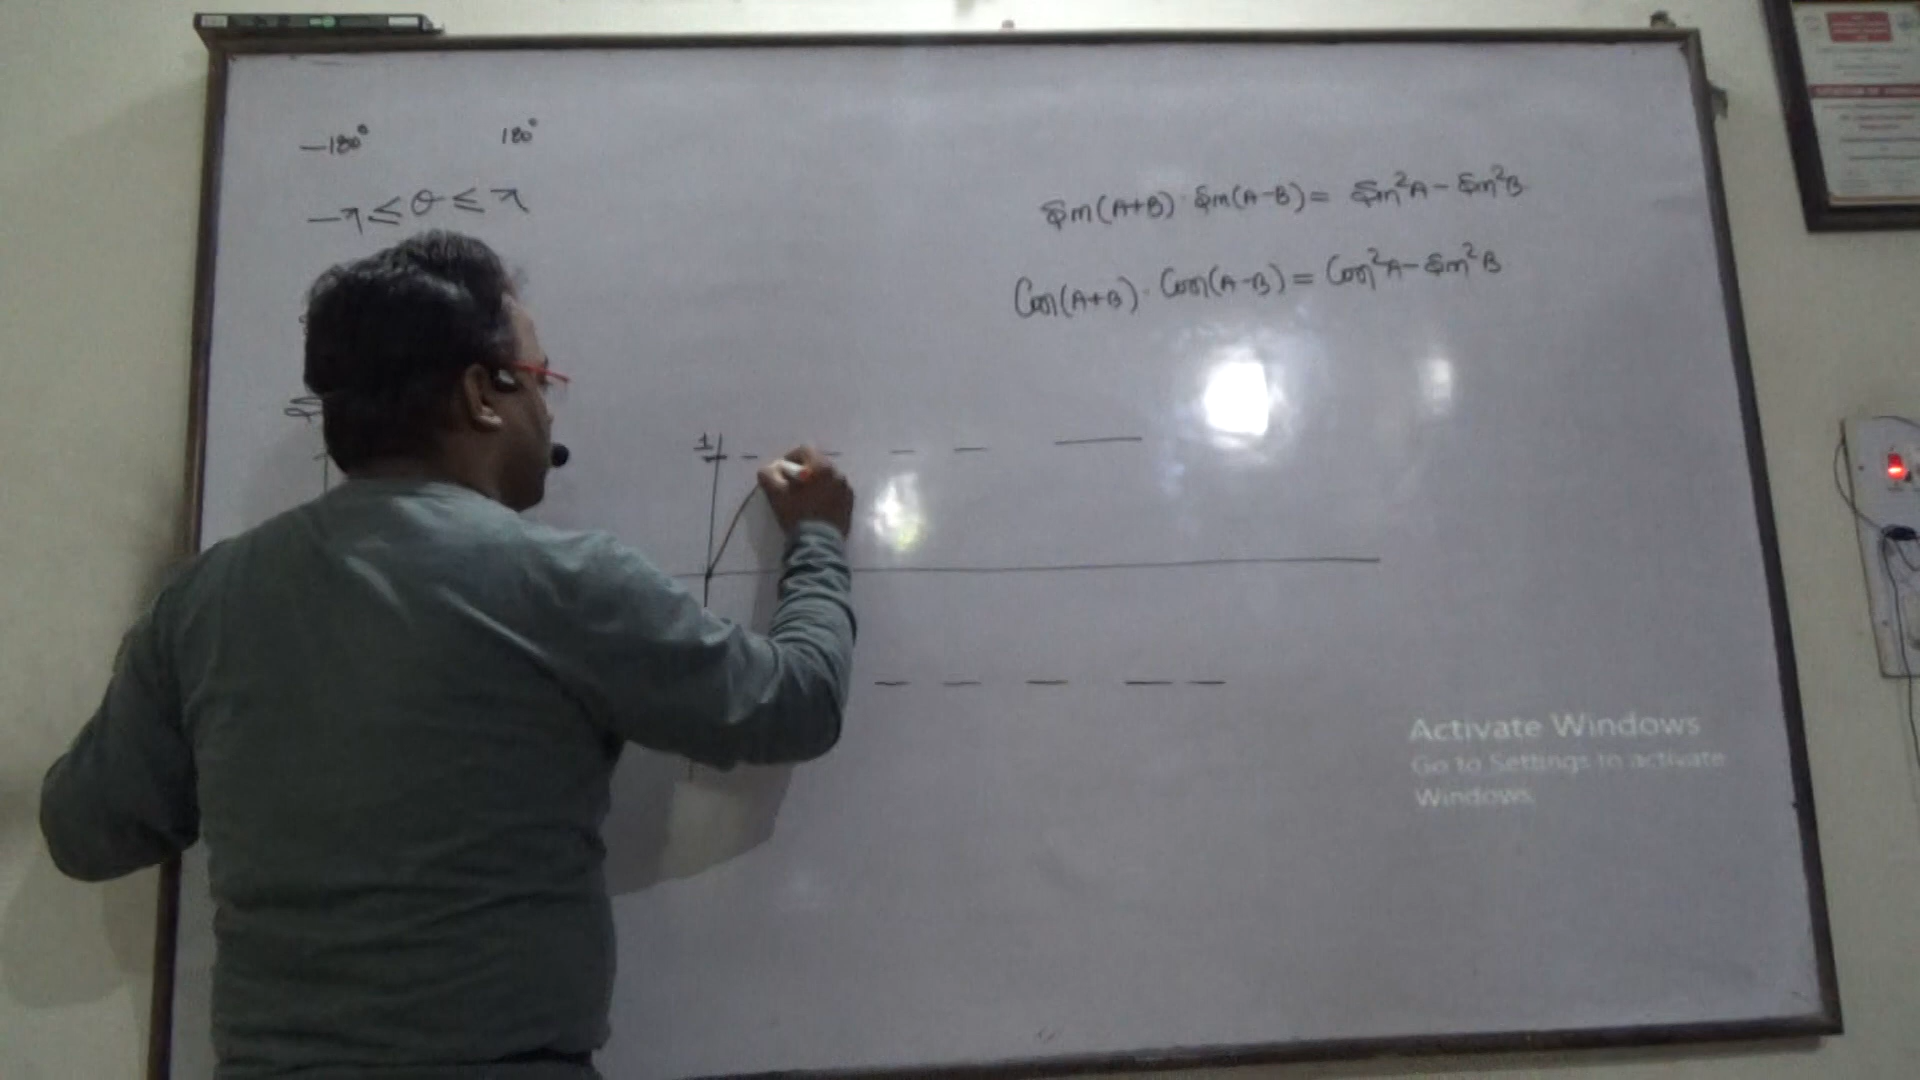 -180° 180°
-π ≤ θ ≤ π
Sin(A+B) · Sin(A-B) = Sin²A - Sin²B
Cos(A+B) · Cos(A-B) = Cos²A - Sin²B
1
Activate Windows
Go to Settings to activate
Windows.